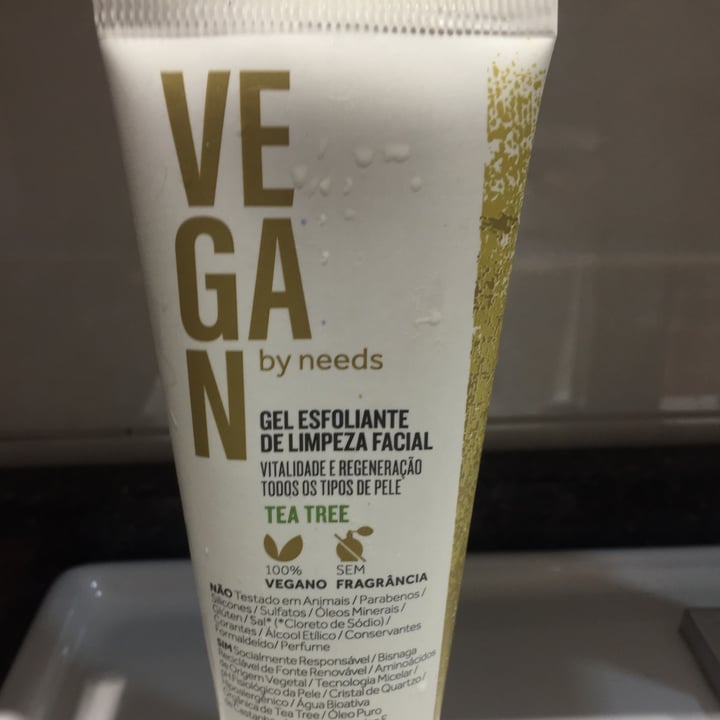 VE
GA
N
by needs
GEL ESFOLIANTE
DE LIMPEZA FACIAL
VITALIDADE E REGENERAÇÃO
TODOS OS TIPOS DE PELE
TEA TREE
100%
VEGANO
SEM
FRAGRÂNCIA
NÃO Testado em Animais / Parabenos /
Silicones / Sulfatos / Óleos Minerais /
Glúten / Sal* (*Cloreto de Sódio) /
Corantes / Álcool Etílico / Conservantes
Formaldeído / Perfume
SIM Socialmente Responsável / Bisnaga
Reciclável de Fonte Renovável / Aminoácidos
de Origem Vegetal / Tecnologia Micelar /
pH Fisiológico da Pele / Cristal de Quartzo /
Hipoalergênico / Água Bioativa
Orgânica de Tea Tree / Óleo Puro